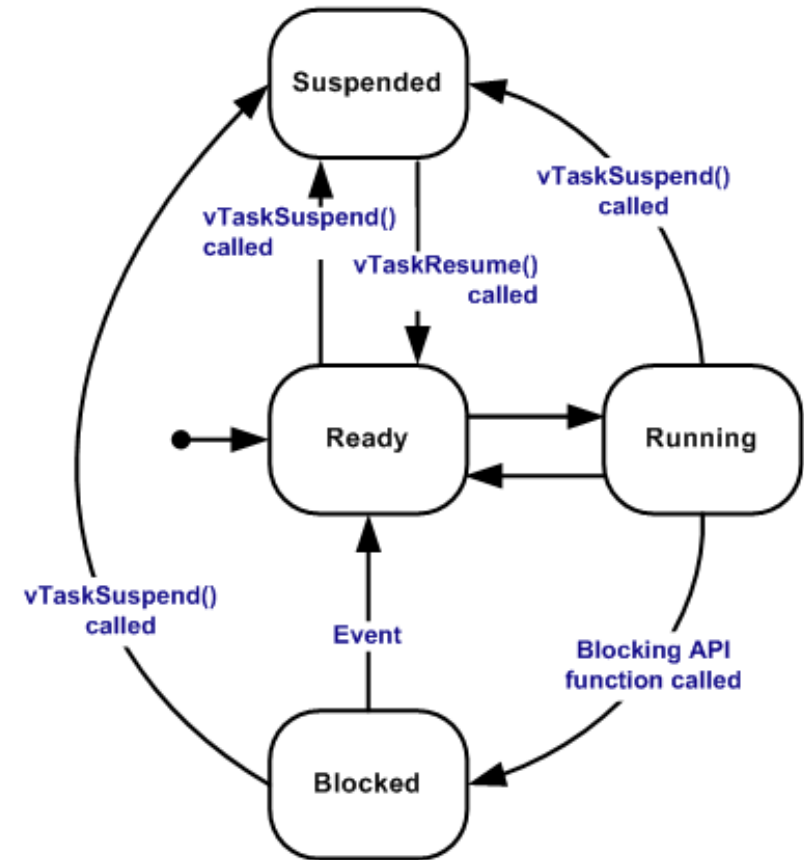 Suspended
vTaskSuspend()
called
vTaskSuspend()
called
vTaskResume()
called
Ready
Running
vTaskSuspend()
called
Event
Blocking API
function called
Blocked